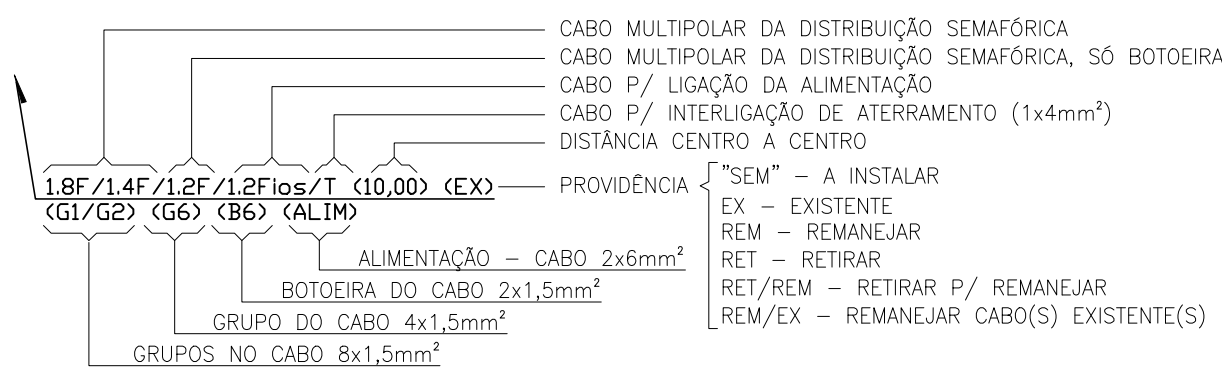 CABO MULTIPOLAR DA DISTRIBUIÇÃO SEMAFÓRICA
CABO MULTIPOLAR DA DISTRIBUIÇÃO SEMAFÓRICA, SÓ BOTOEIRA
CABO P/ LIGAÇÃO DA ALIMENTAÇÃO
CABO P/ INTERLIGAÇÃO DE ATERRAMENTO (1x4mm²)
DISTÂNCIA CENTRO A CENTRO
1.8F/1.4F/1.2F/1.2Fios/T (10,00) (EX)
PROVIDÊNCIA
"SEM" – A INSTALAR
EX – EXISTENTE
REM – REMANEJAR
RET – RETIRAR
RET/REM – RETIRAR P/ REMANEJAR
REM/EX – REMANEJAR CABO(S) EXISTENTE(S)
(G1/G2) (G6) (B6) (ALIM)
ALIMENTAÇÃO – CABO 2x6mm²
BOTOEIRA DO CABO 2x1,5mm²
GRUPO DO CABO 4x1,5mm²
GRUPOS NO CABO 8x1,5mm²